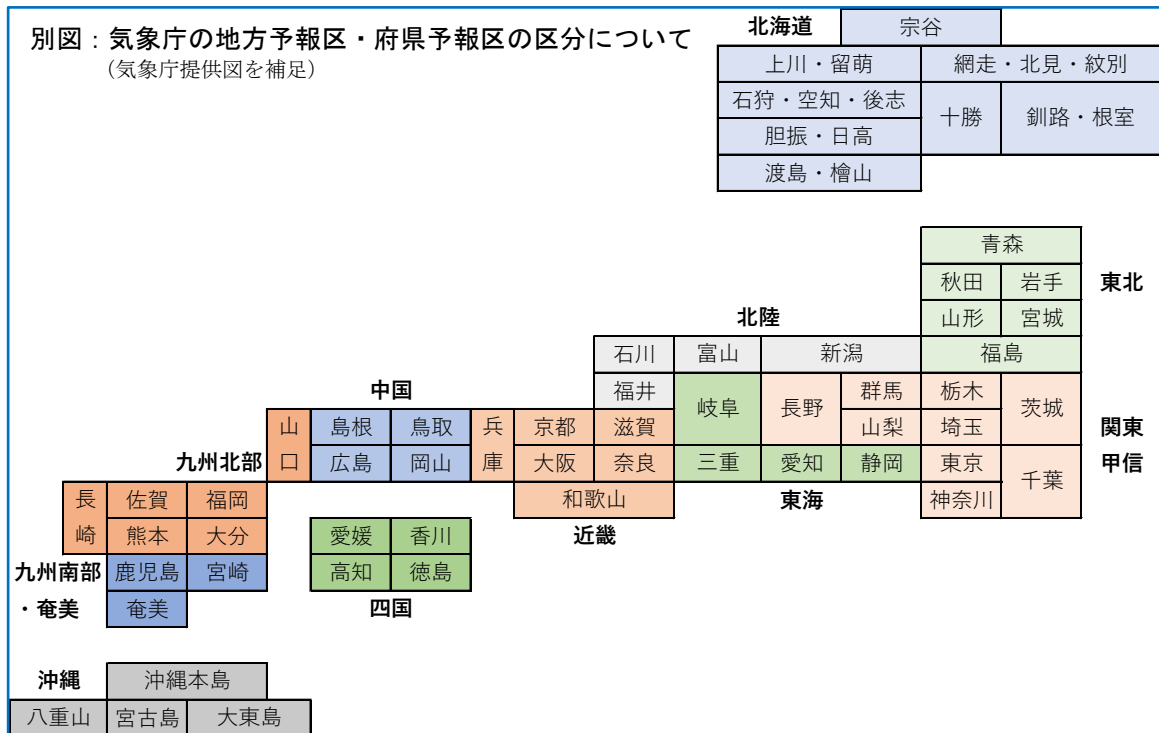 別図：気象庁の地方予報区・府県予報区の区分について
（気象庁提供図を補足）
北海道
宗谷
上川・留萌
網走・北見・紋別
石狩・空知・後志
十勝
釧路・根室
胆振・日高
渡島・檜山
青森
秋田
岩手
東北
山形
宮城
北陸
石川
富山
新潟
福島
中国
福井
岐阜
長野
群馬
栃木
茨城
山口
島根
鳥取
兵庫
京都
滋賀
山梨
埼玉
関東
甲信
九州北部
広島
岡山
大阪
奈良
三重
愛知
静岡
東京
千葉
長崎
佐賀
福岡
和歌山
近畿
東海
神奈川
熊本
大分
愛媛
香川
九州南部
・奄美
鹿児島
宮崎
高知
徳島
奄美
四国
沖縄
沖縄本島
八重山
宮古島
大東島